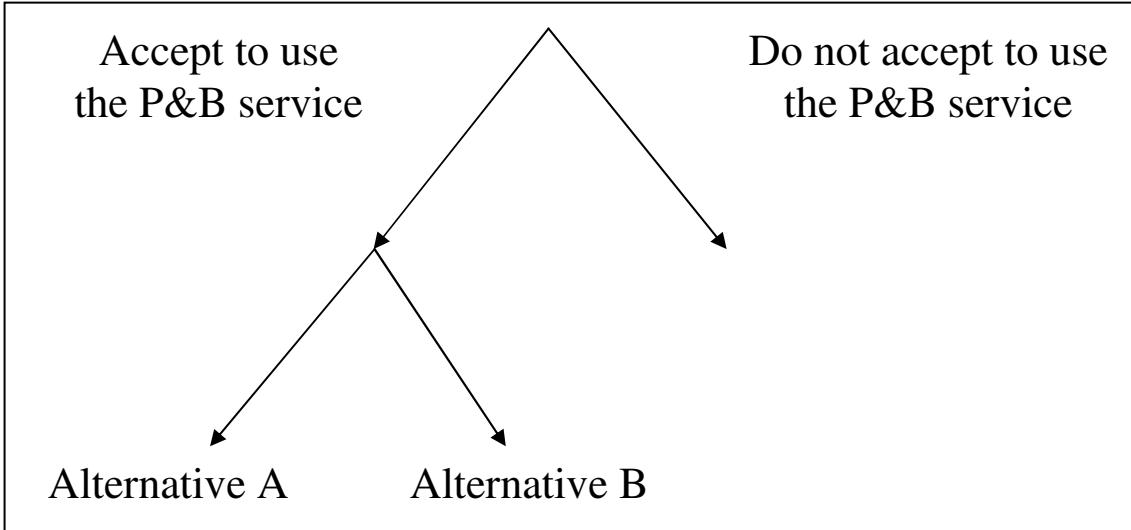 Accept to use
the P&B service
Do not accept to use
the P&B service
Alternative A
Alternative B